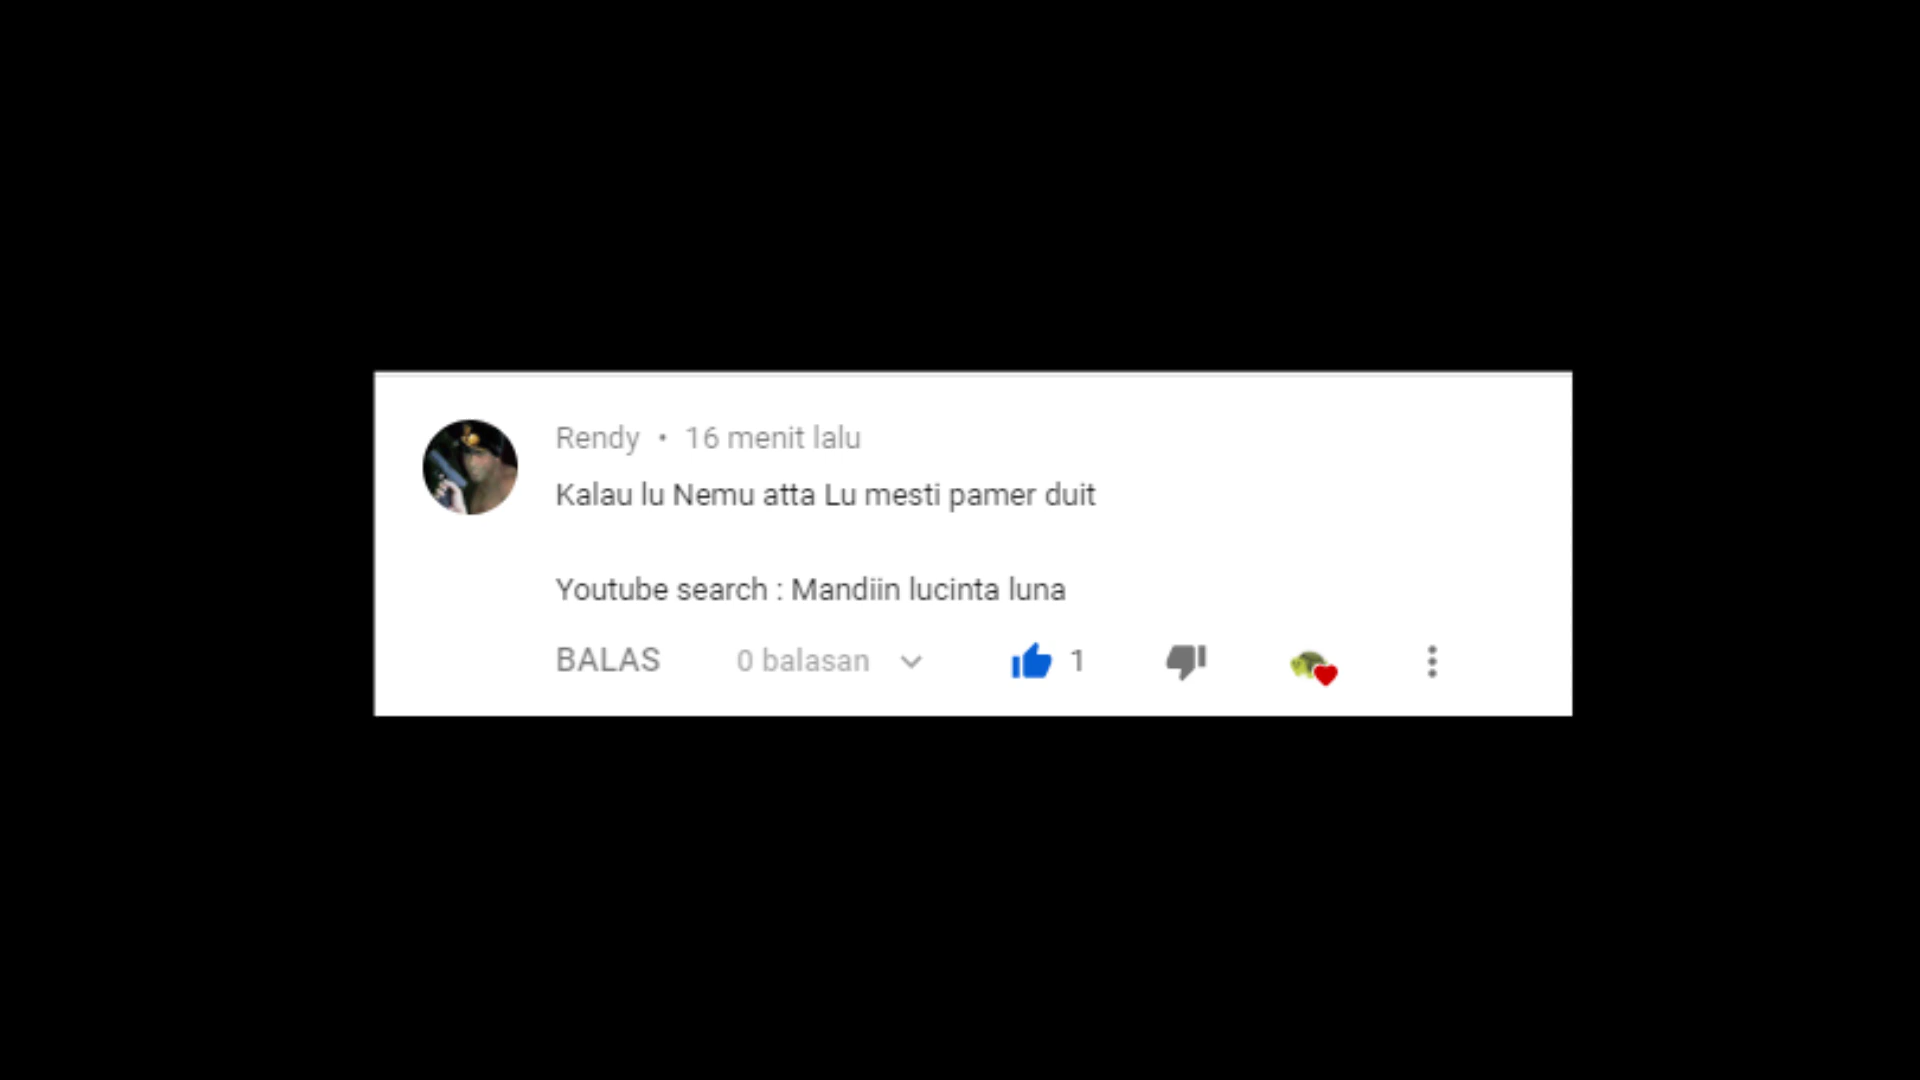 Rendy • 16 menit lalu
Kalau lu Nemu atta Lu mesti pamer duit
Youtube search : Mandiin lucinta luna
BALAS 0 balasan 1